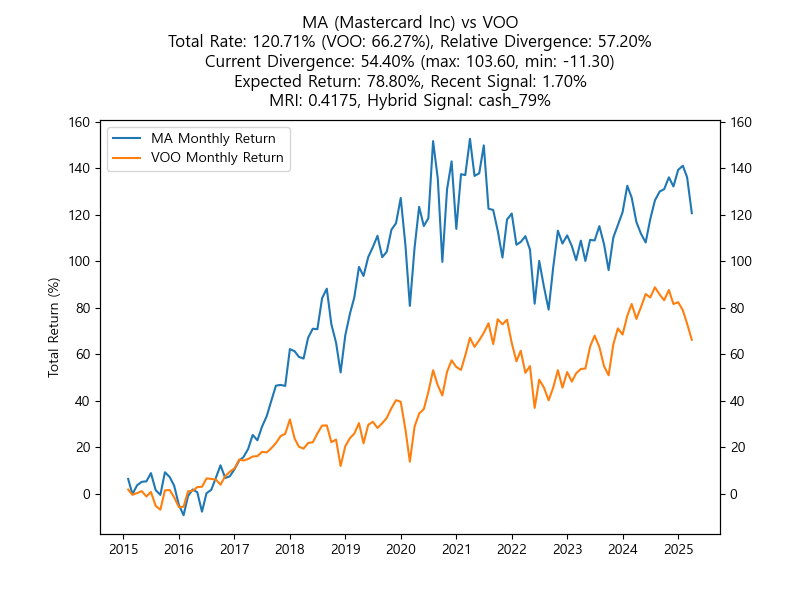 MA (Mastercard Inc) vs VOO
Total Rate: 120.71% (VOO: 66.27%), Relative Divergence: 57.20%
Current Divergence: 54.40% (max: 103.60, min: -11.30)
Expected Return: 78.80%, Recent Signal: 1.70%
MRI: 0.4175, Hybrid Signal: cash_79%
MA Monthly Return
VOO Monthly Return
Total Return (%)
160
140
120
100
80
60
40
20
0
160
140
120
100
80
60
40
20
0
2015 2016 2017 2018 2019 2020 2021 2022 2023 2024 2025